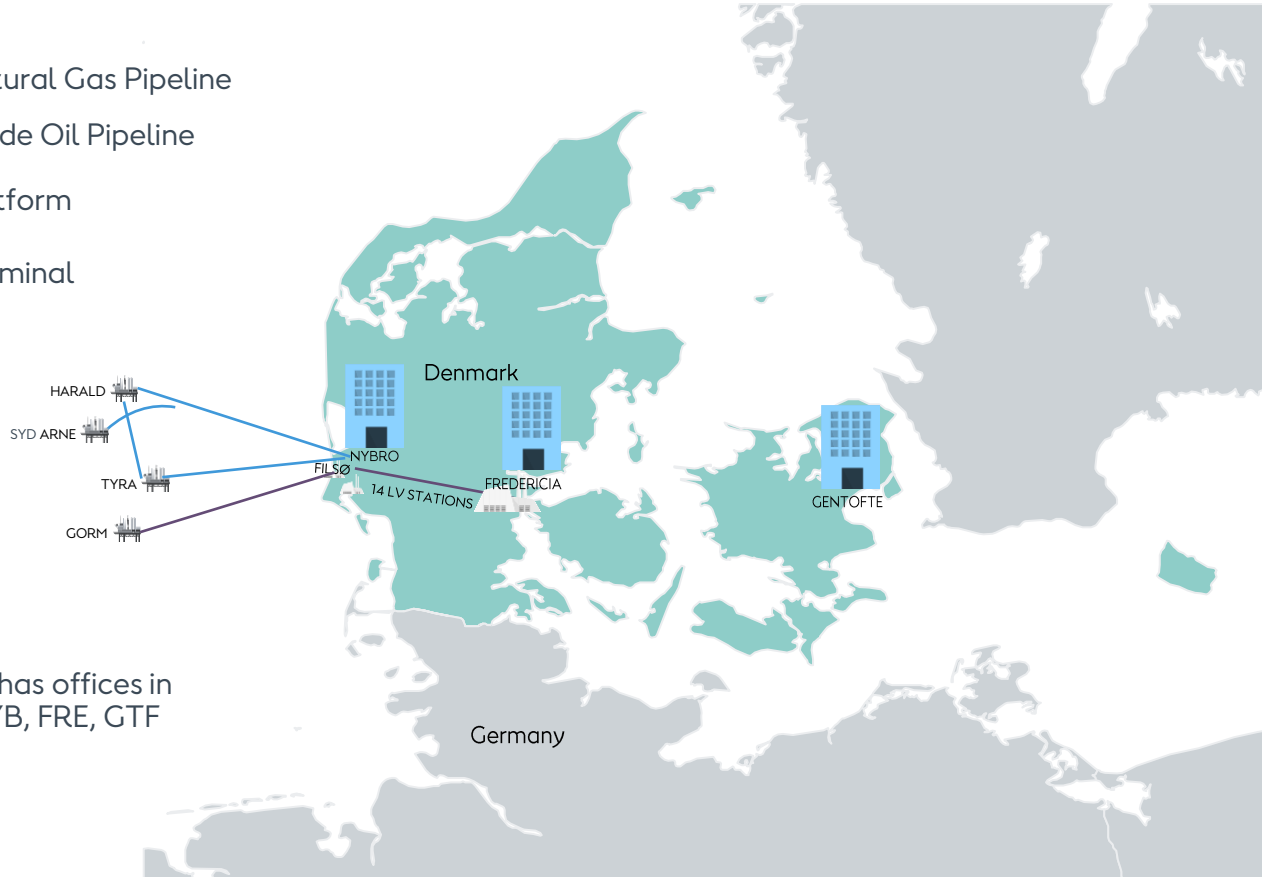 tural Gas Pipeline
de Oil Pipeline
tform
minal
Denmark
HARALD
SYD ARNE
NYBRO
FILSØ
TYRA
14 LV STATIONS
FREDERICIA
GENTOFTE
GORM
has offices in
YB, FRE, GTF
Germany